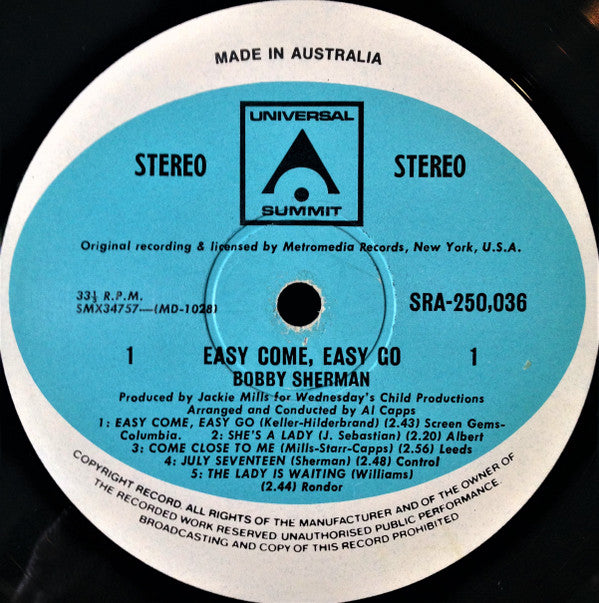 MADE IN AUSTRALIA
UNIVERSAL
STEREO STEREO
SUMMIT
Original recording & licensed by Metromedia Records, New York, U.S.A.
33⅓ R.P.M.
SMX34757—(MD-1028)
SRA-250,036
1 EASY COME, EASY GO 1
BOBBY SHERMAN
Produced by Jackie Mills for Wednesday's Child Productions
Arranged and Conducted by Al Capps
1: EASY COME, EASY GO (Keller-Hilderbrand) (2.43) Screen Gems-
Columbia. 2: SHE'S A LADY (J. Sebastian) (2.20) Albert
3: COME CLOSE TO ME (Mills-Starr-Capps) (2.56) Leeds
4: JULY SEVENTEEN (Sherman) (2.48) Control
5: THE LADY IS WAITING (Williams)
(2.44) Rondor
COPYRIGHT RECORD. ALL RIGHTS OF THE MANUFACTURER AND OF THE OWNER OF
THE RECORDED WORK RESERVED UNAUTHORISED PUBLIC PERFORMANCE.
BROADCASTING AND COPY OF THIS RECORD PROHIBITED